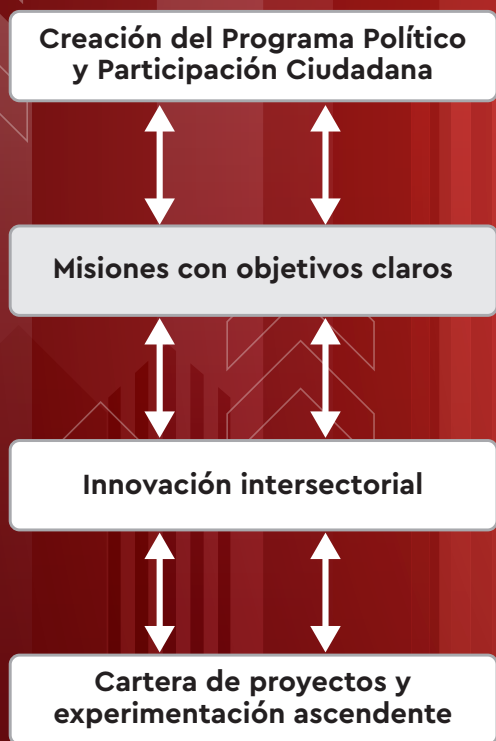 Creación del Programa Político
y Participación Ciudadana
Misiones con objetivos claros
Innovación intersectorial
Cartera de proyectos y
experimentación ascendente